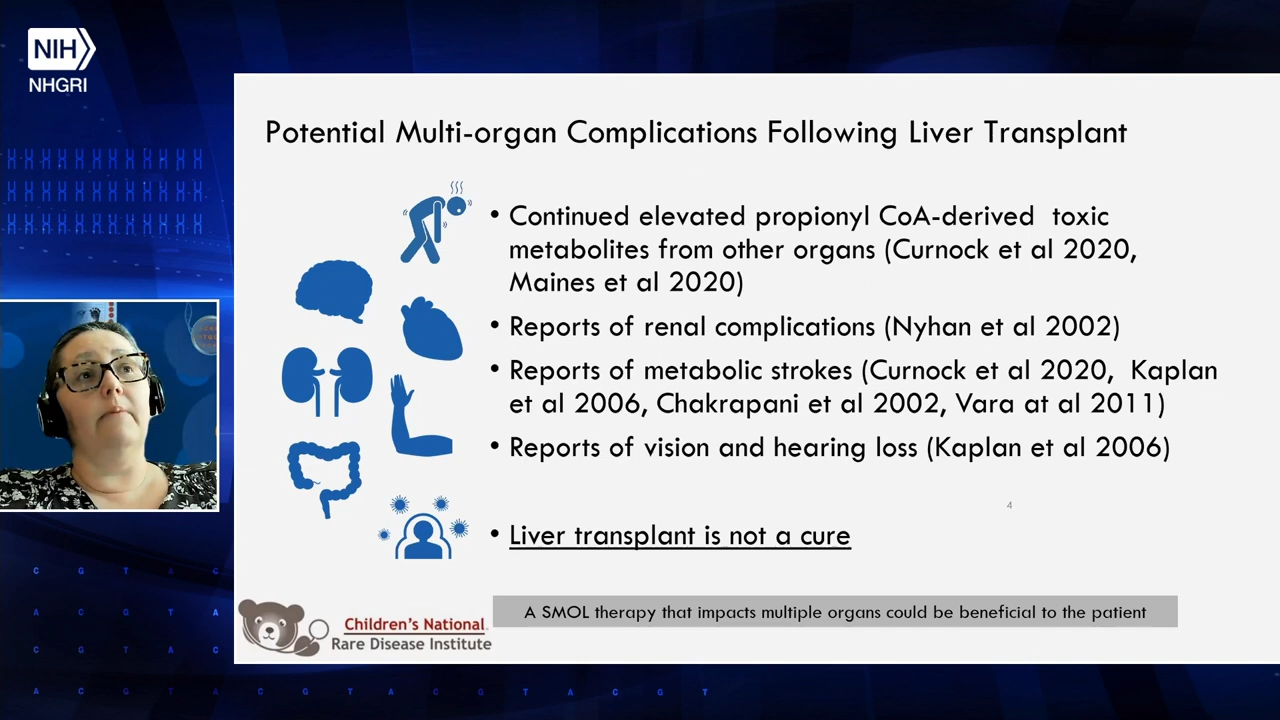 NIH
NHGRI
Potential Multi-organ Complications Following Liver Transplant
• Continued elevated propionyl CoA-derived toxic
metabolites from other organs (Curnock et al 2020,
Maines et al 2020)
• Reports of renal complications (Nyhan et al 2002)
• Reports of metabolic strokes (Curnock et al 2020, Kaplan
et al 2006, Chakrapani et al 2002, Vara at al 2011)
• Reports of vision and hearing loss (Kaplan et al 2006)
4
• Liver transplant is not a cure
A SMOL therapy that impacts multiple organs could be beneficial to the patient
Children's National
Rare Disease Institute
C G T A C
A C G T A
C G T A C
A C G T A C G T A C G T A C G T